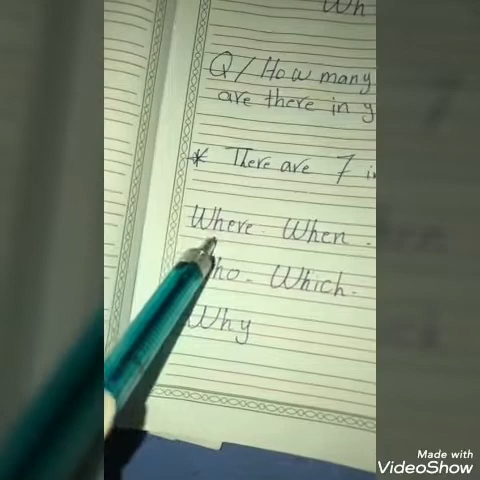 Wh
Q/ How many
are there in y
* There are 7 i
Where. When.
ho. Which.
Why
Made with
VideoShow